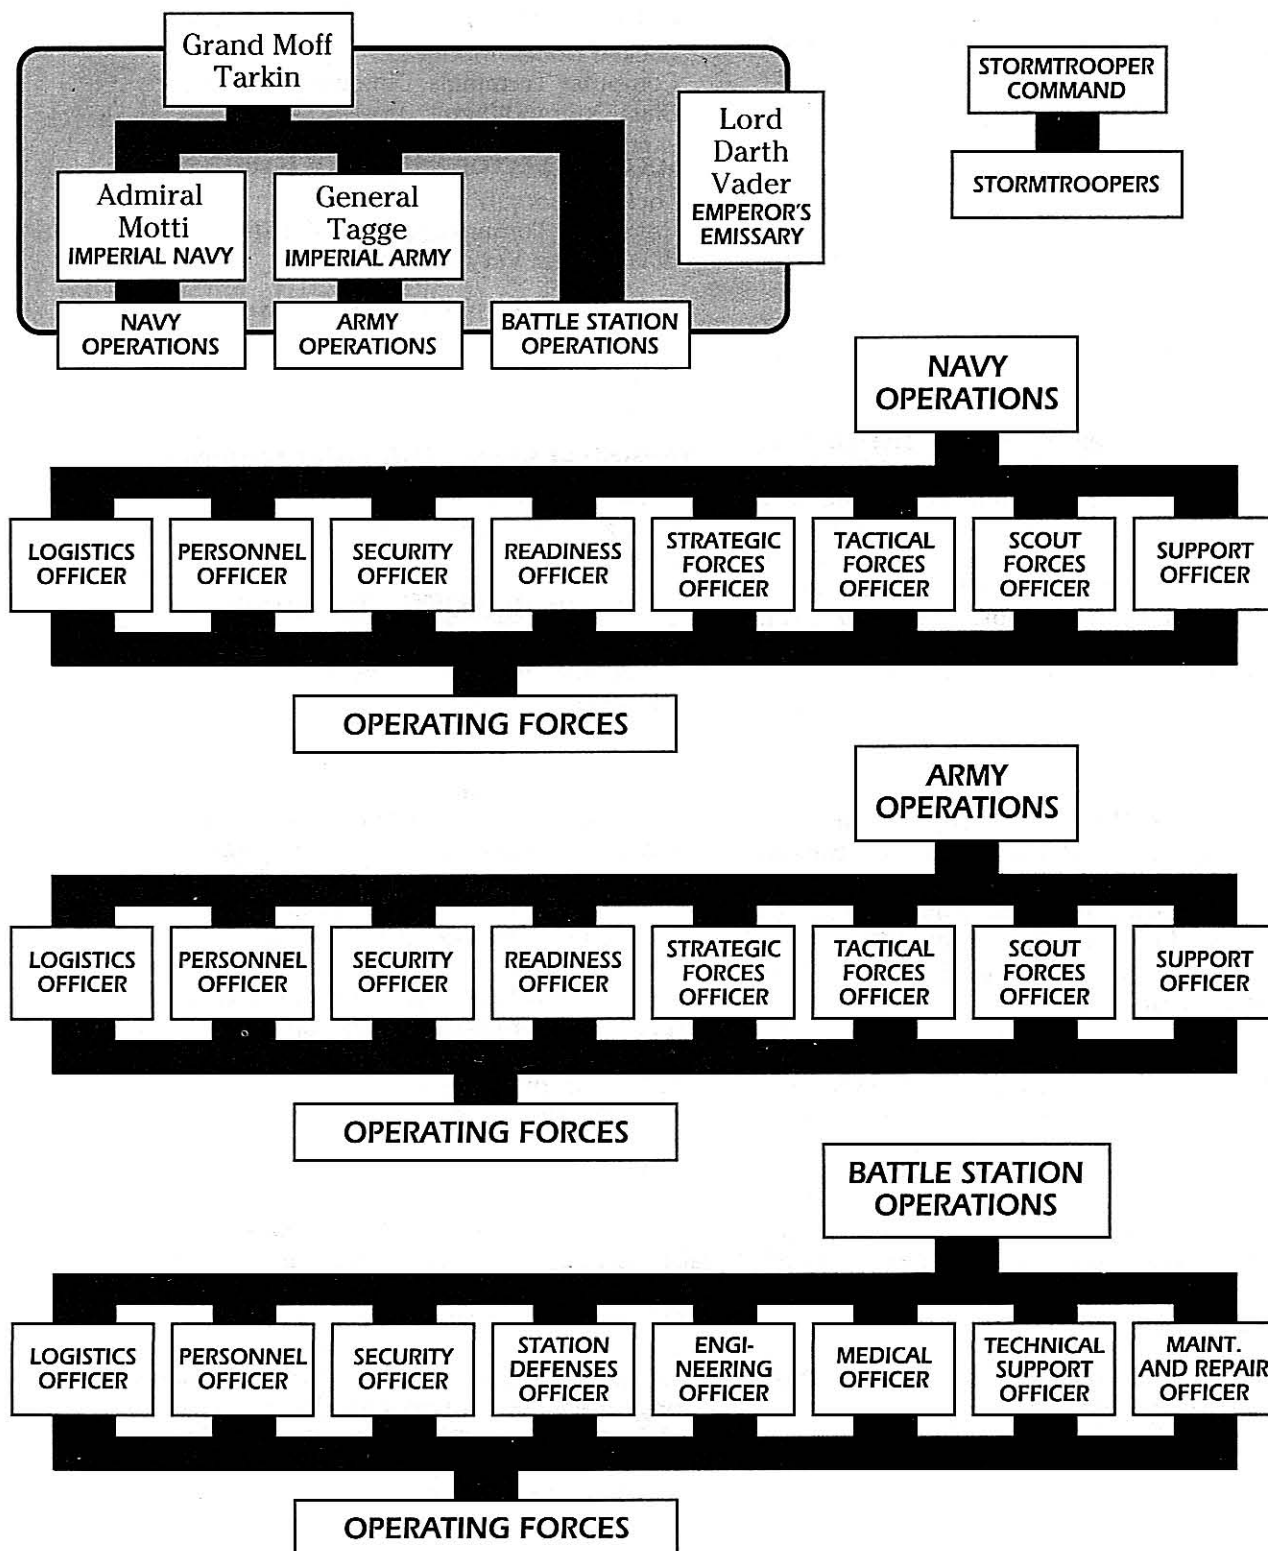 Grand Moff
Tarkin
STORMTROOPER
COMMAND
STORMTROOPERS
Lord
Darth
Vader
EMPEROR'S
EMISSARY
Admiral
Motti
IMPERIAL NAVY
General
Tagge
IMPERIAL ARMY
NAVY
OPERATIONS
ARMY
OPERATIONS
BATTLE STATION
OPERATIONS
NAVY
OPERATIONS
LOGISTICS
OFFICER
PERSONNEL
OFFICER
SECURITY
OFFICER
READINESS
OFFICER
STRATEGIC
FORCES
OFFICER
TACTICAL
FORCES
OFFICER
SCOUT
FORCES
OFFICER
SUPPORT
OFFICER
OPERATING FORCES
ARMY
OPERATIONS
LOGISTICS
OFFICER
PERSONNEL
OFFICER
SECURITY
OFFICER
READINESS
OFFICER
STRATEGIC
FORCES
OFFICER
TACTICAL
FORCES
OFFICER
SCOUT
FORCES
OFFICER
SUPPORT
OFFICER
OPERATING FORCES
BATTLE STATION
OPERATIONS
LOGISTICS
OFFICER
PERSONNEL
OFFICER
SECURITY
OFFICER
STATION
DEFENSES
OFFICER
ENGI-
NEERING
OFFICER
MEDICAL
OFFICER
TECHNICAL
SUPPORT
OFFICER
MAINT.
AND REPAIR
OFFICER
OPERATING FORCES